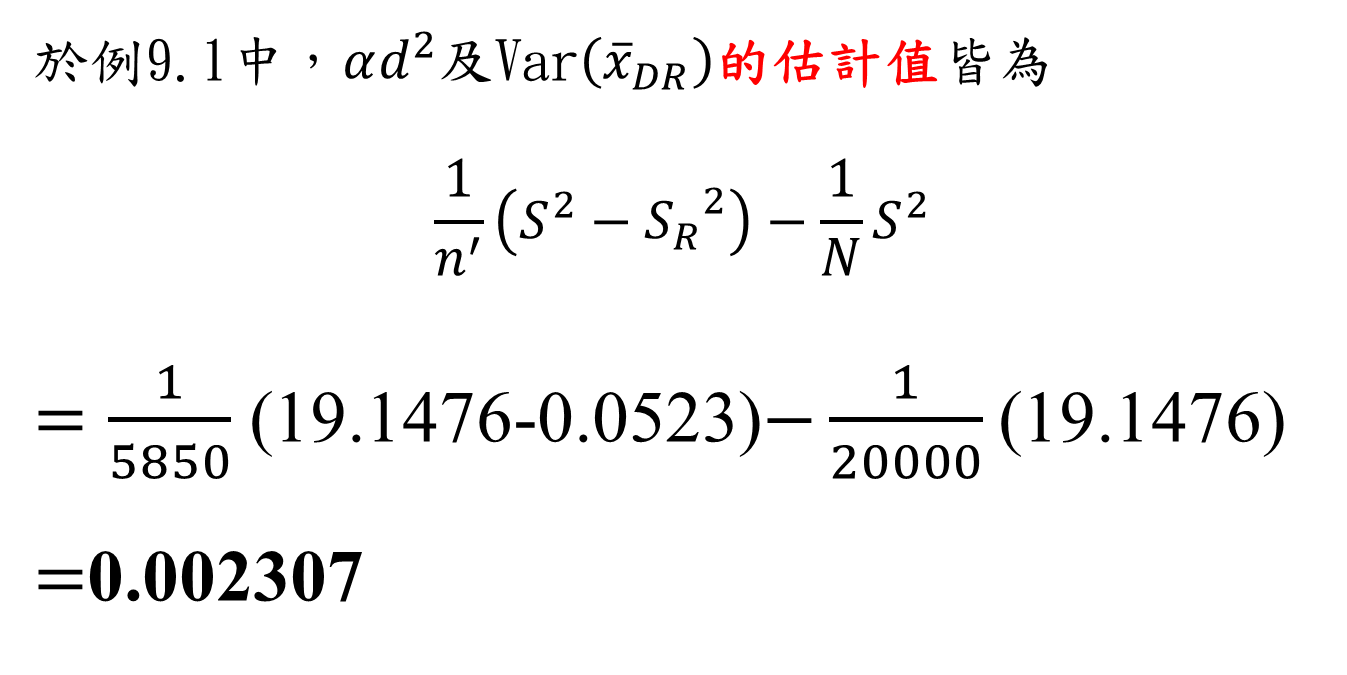 於例9.1中，αd²及Var(x̄_DR)的估計值皆為
1/n′ (S² − S_R²) − 1/N S²
= 1/5850 (19.1476-0.0523)− 1/20000 (19.1476)
=0.002307